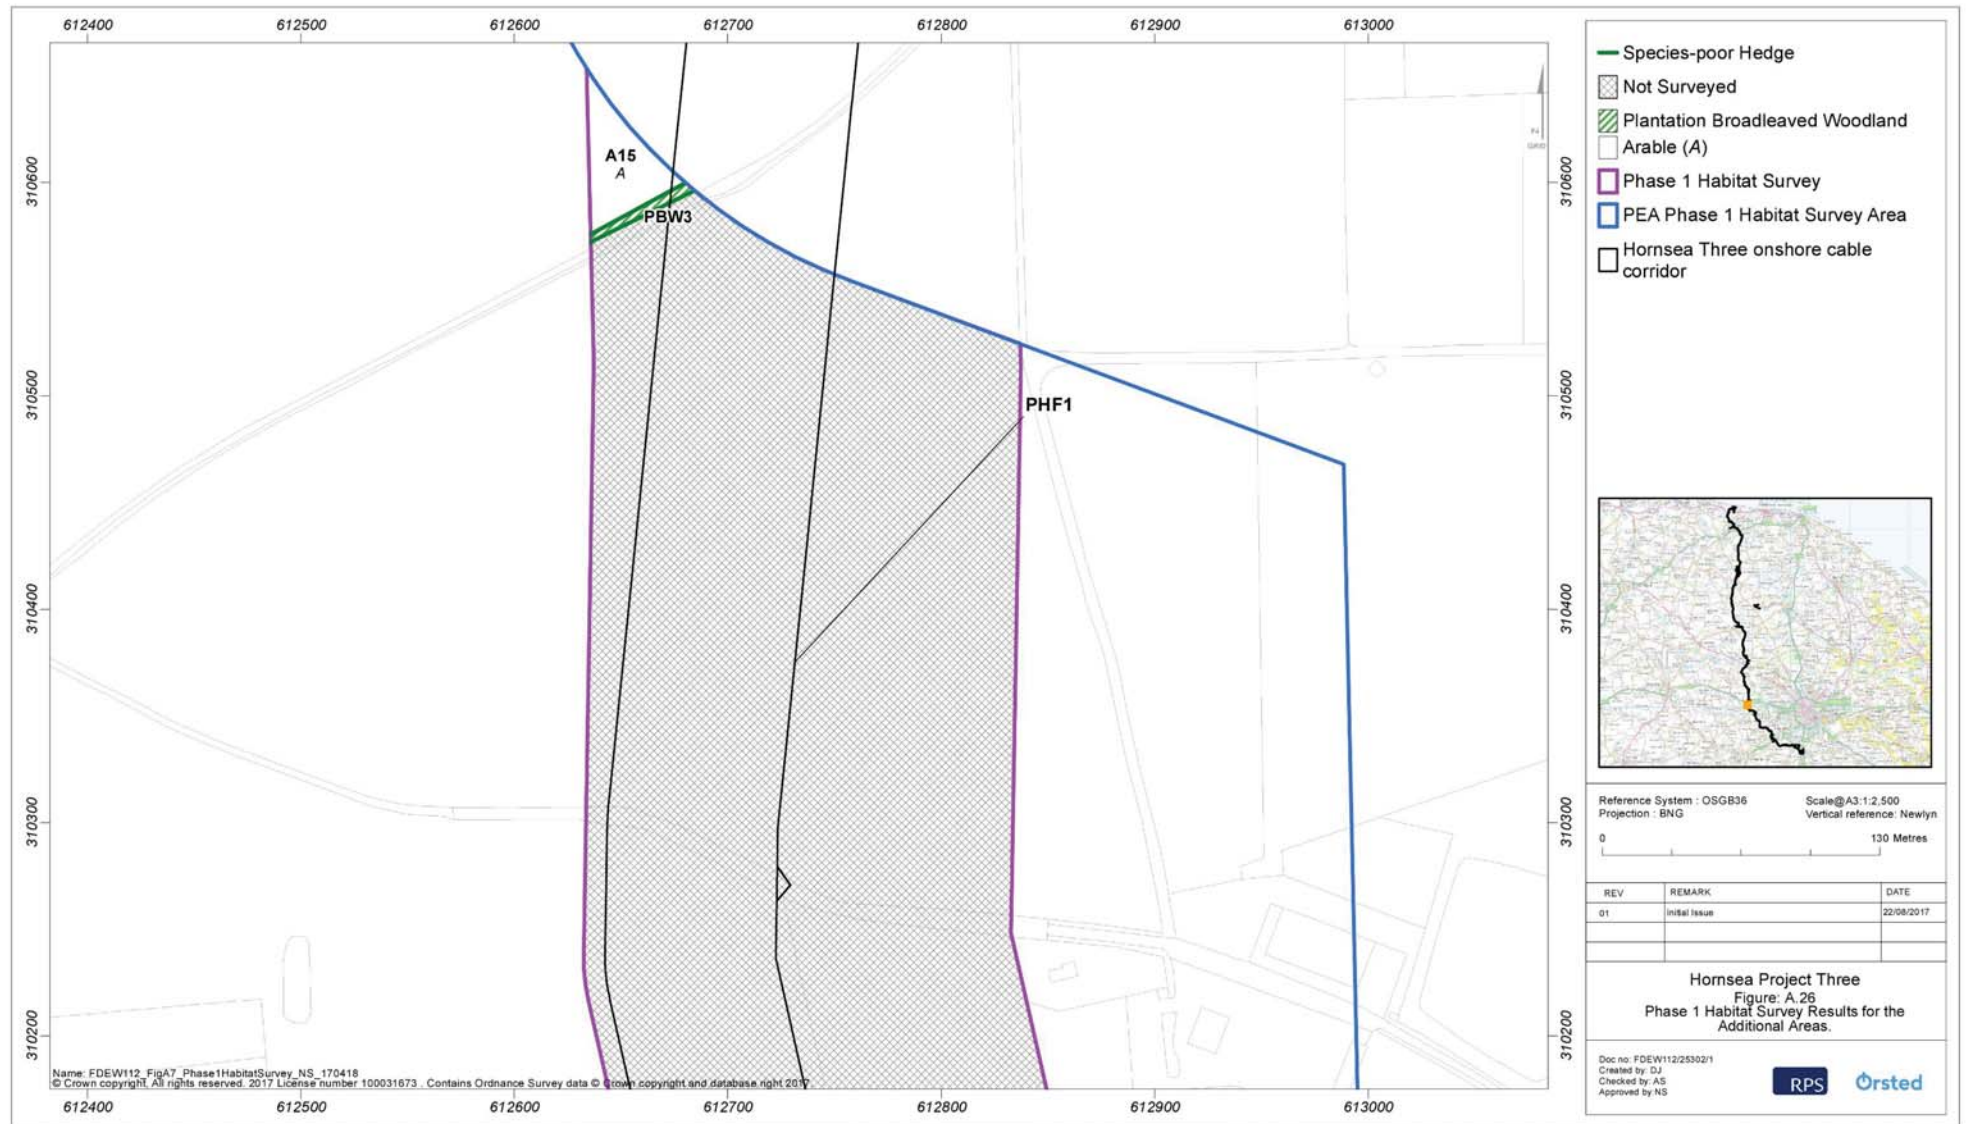 612400 612500 612600 612700 612800 612900 613000
310600 310600
310500 310500
310400 310400
310300 310300
310200 310200
A15
A
PBW3
PHF1
N
Name: FDEW112_FigA7_Phase1HabitatSurvey_NS_170418
© Crown copyright, All rights reserved. 2017 License number 100031673 . Contains Ordnance Survey data © Crown copyright and database right 2017.
612400 612500 612600 612700 612800 612900 613000
Species-poor Hedge
Not Surveyed
Plantation Broadleaved Woodland
Arable (A)
Phase 1 Habitat Survey
PEA Phase 1 Habitat Survey Area
Hornsea Three onshore cable
corridor
Reference System : OSGB36 Scale@A3:1:2,500
Projection : BNG Vertical reference: Newlyn
0 130 Metres
REV REMARK DATE
01 Initial Issue 22/08/2017
Hornsea Project Three
Figure: A.26
Phase 1 Habitat Survey Results for the
Additional Areas.
Doc no: FDEW112/25302/1
Created by: DJ
Checked by: AS
Approved by: NS
RPS Ørsted